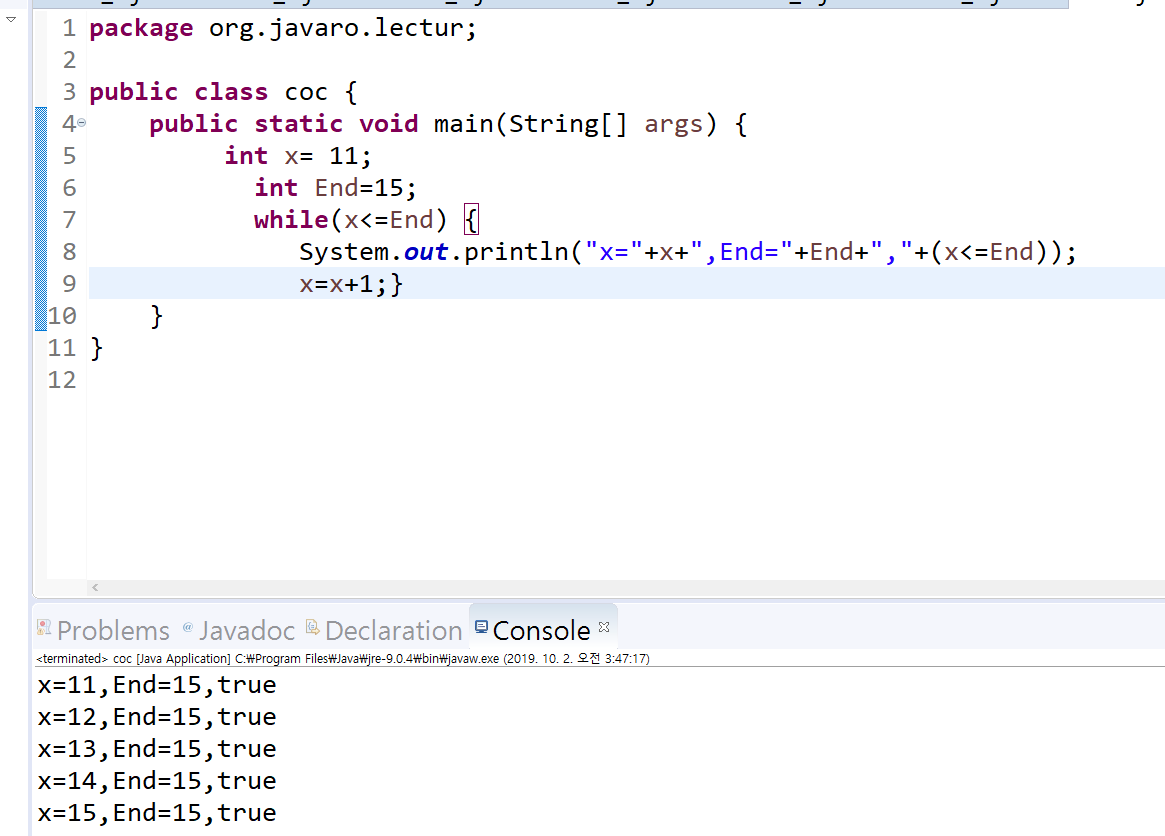 1 package org.javaro.lectur;
2
3 public class coc {
4 public static void main(String[] args) {
5 int x= 11;
6 int End=15;
7 while(x<=End) {
8 System.out.println("x="+x+",End="+End+","+(x<=End));
9 x=x+1;}
10 }
11 }
12
Problems @ Javadoc Declaration Console
<terminated> coc [Java Application] C:₩Program Files₩Java₩jre-9.0.4₩bin₩javaw.exe (2019. 10. 2. 오전 3:47:17)
x=11,End=15,true
x=12,End=15,true
x=13,End=15,true
x=14,End=15,true
x=15,End=15,true